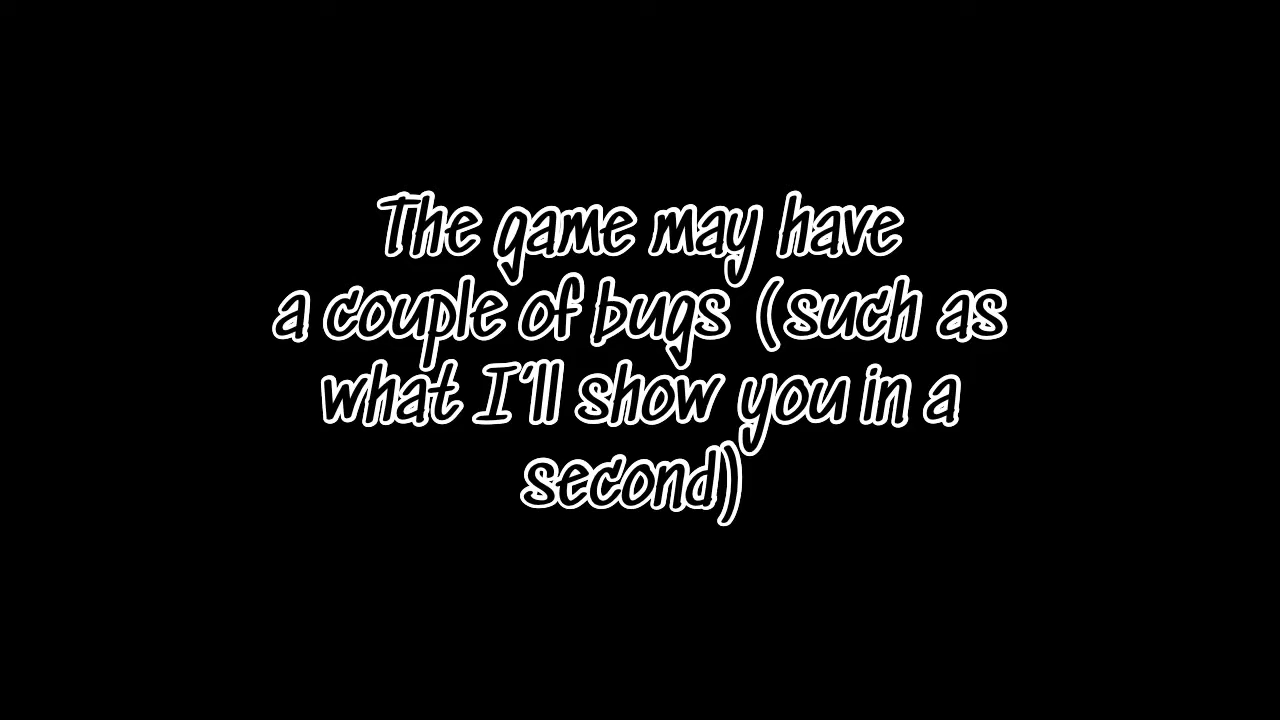 The game may have
a couple of bugs (such as
what I'll show you in a
second)